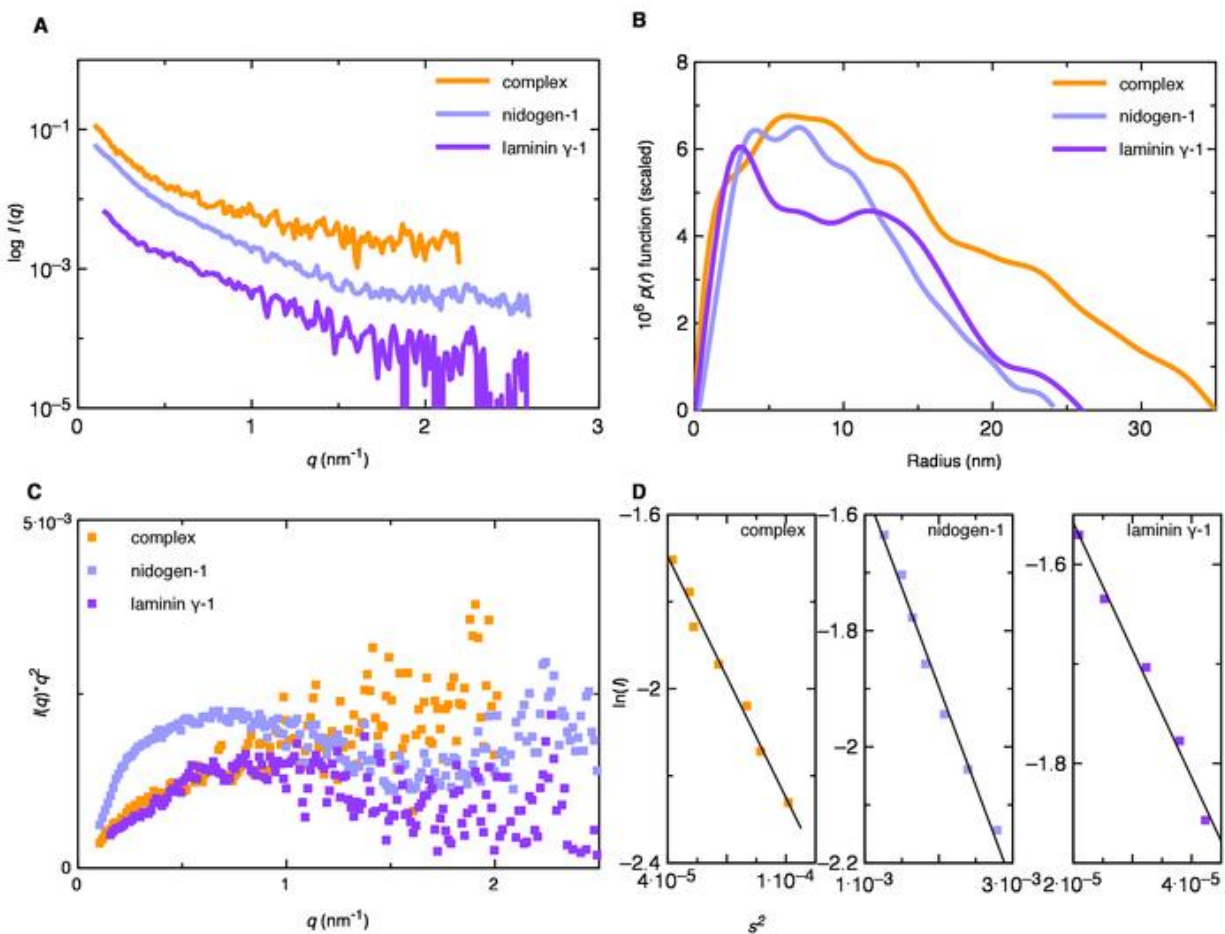 A
complex
nidogen-1
laminin γ-1
10⁻¹
10⁻³
10⁻⁵
log I (q)
0
1
2
3
q (nm⁻¹)
B
complex
nidogen-1
laminin γ-1
8
6
4
2
0
10⁶ p(r) function (scaled)
0
10
20
30
Radius (nm)
C
5·10⁻³
complex
nidogen-1
laminin γ-1
I(q)*q²
0
0
1
2
q (nm⁻¹)
D
complex
nidogen-1
laminin γ-1
−1.6
−2
−2.4
ln(I)
4·10⁻⁵
1·10⁻⁴
−1.6
−1.8
−2
−2.2
1·10⁻³
3·10⁻³
−1.6
−1.8
2·10⁻⁵
4·10⁻⁵
s²